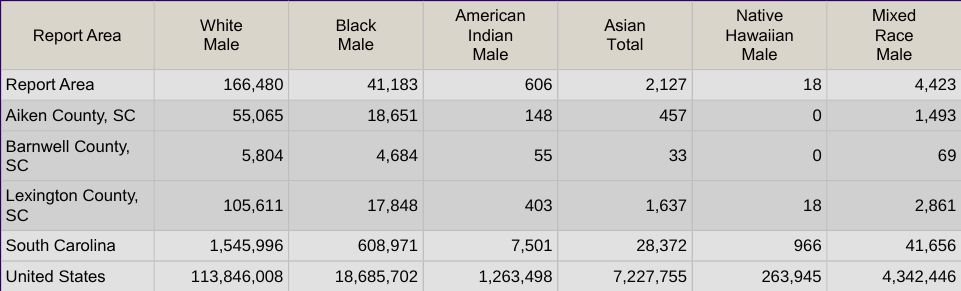 Report Area White Male Black Male American Indian Male Asian Total Native Hawaiian Male Mixed Race Male
Report Area 166,480 41,183 606 2,127 18 4,423
Aiken County, SC 55,065 18,651 148 457 0 1,493
Barnwell County, SC 5,804 4,684 55 33 0 69
Lexington County, SC 105,611 17,848 403 1,637 18 2,861
South Carolina 1,545,996 608,971 7,501 28,372 966 41,656
United States 113,846,008 18,685,702 1,263,498 7,227,755 263,945 4,342,446